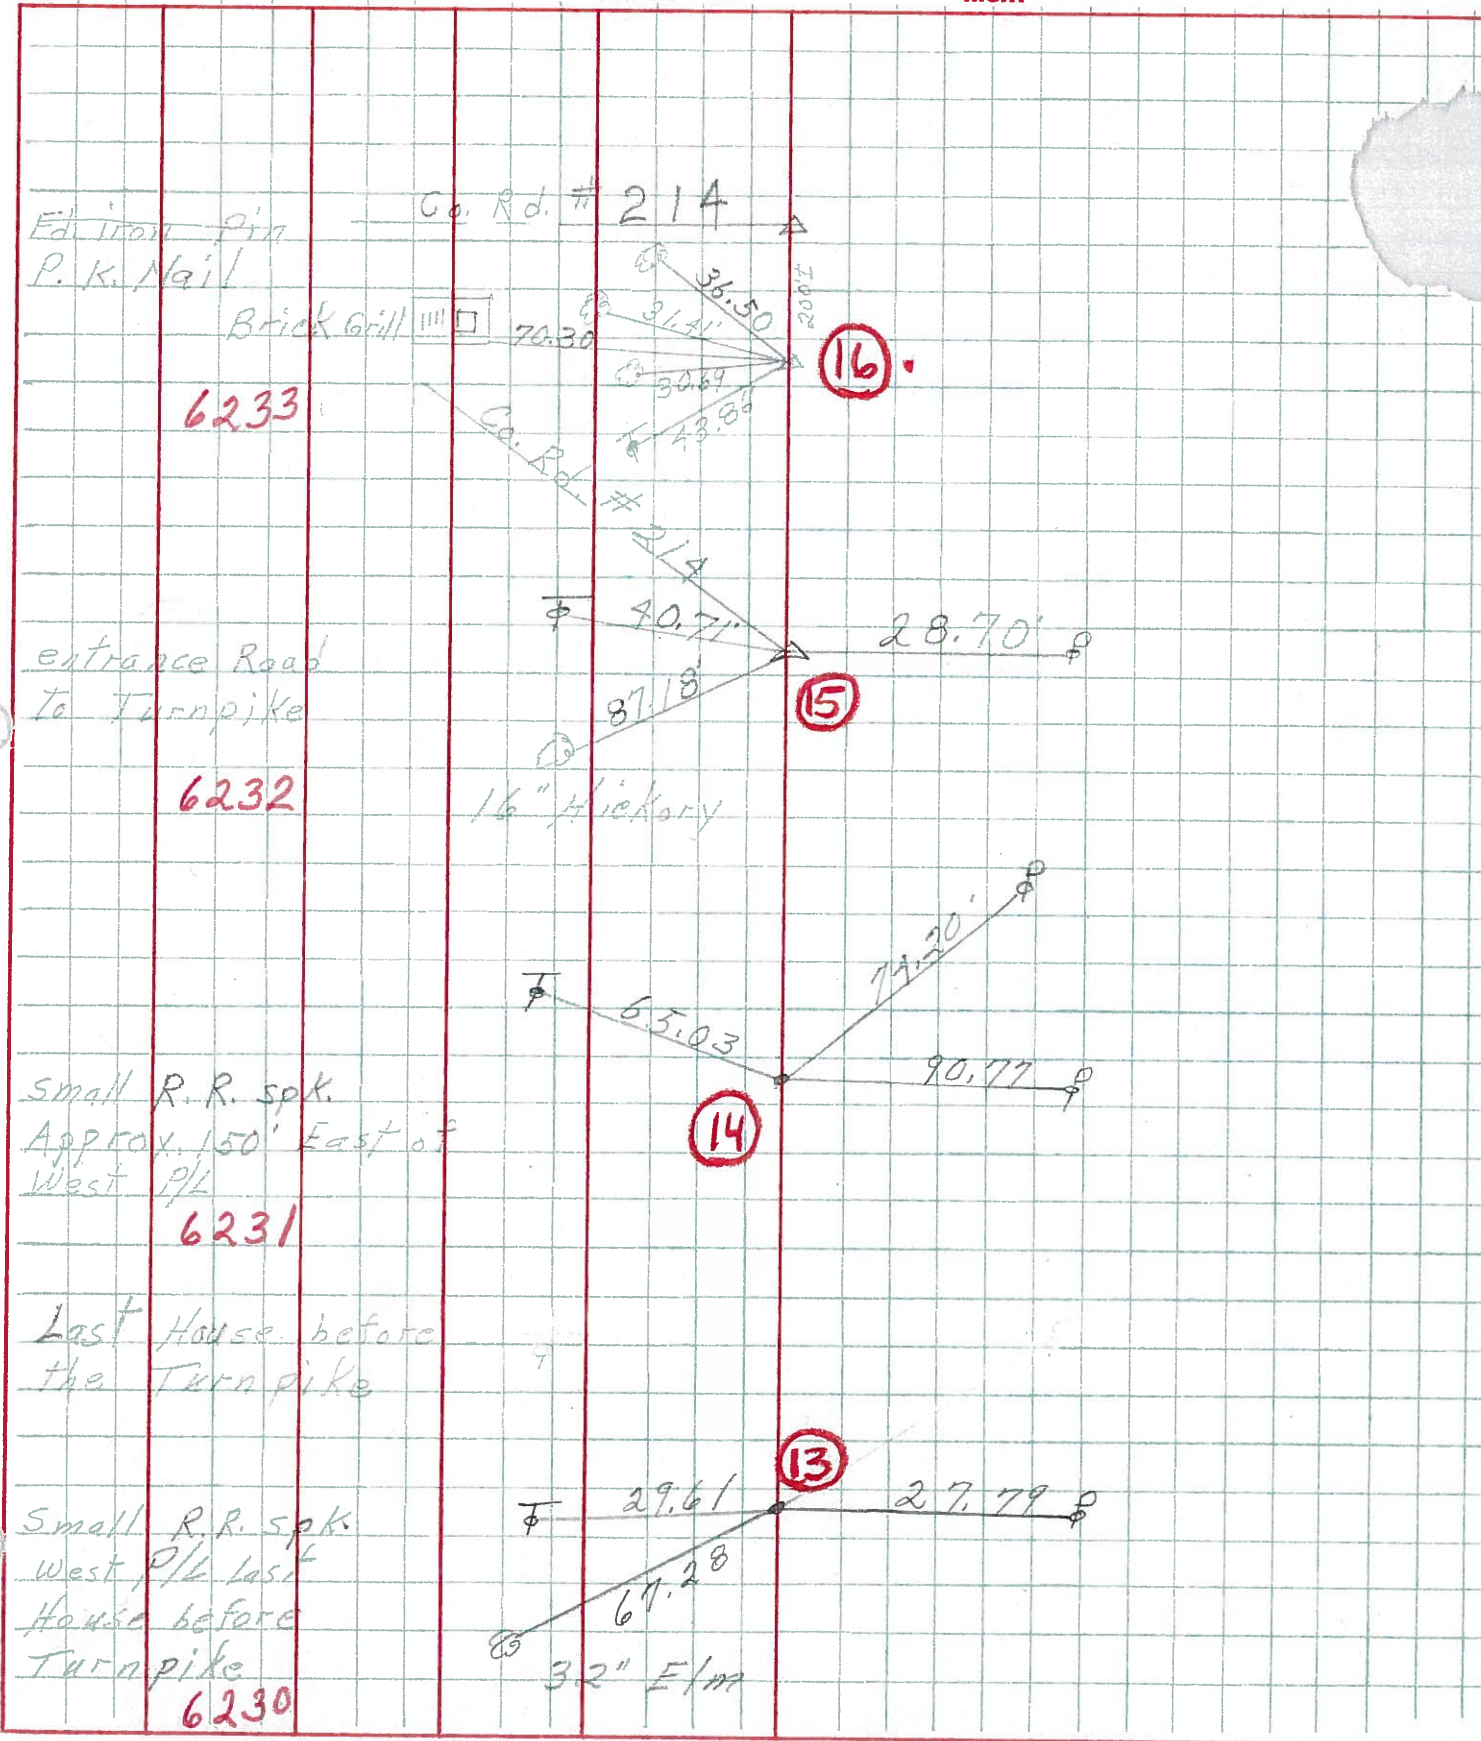 Co. Rd. # 214
Fd. iron Pin
P. K. Nail
36.50
200±
Brick Grill
70.30
31.41'
16
30.69
43.86
6233
Co. Rd. # 214
40.71'
28.70'
P
entrance Road
To Turnpike
87.18'
15
6232
16" Hickory
P
74.20'
T
65.03
90.77
P
small R.R. spk.
Approx. 150' East of
West P/L
14
6231
Last House before
the Turnpike
13
T
29.61
27.79
P
Small R.R. spk.
West P/L Last
House before
Turnpike
67.28
32" Elm
6230